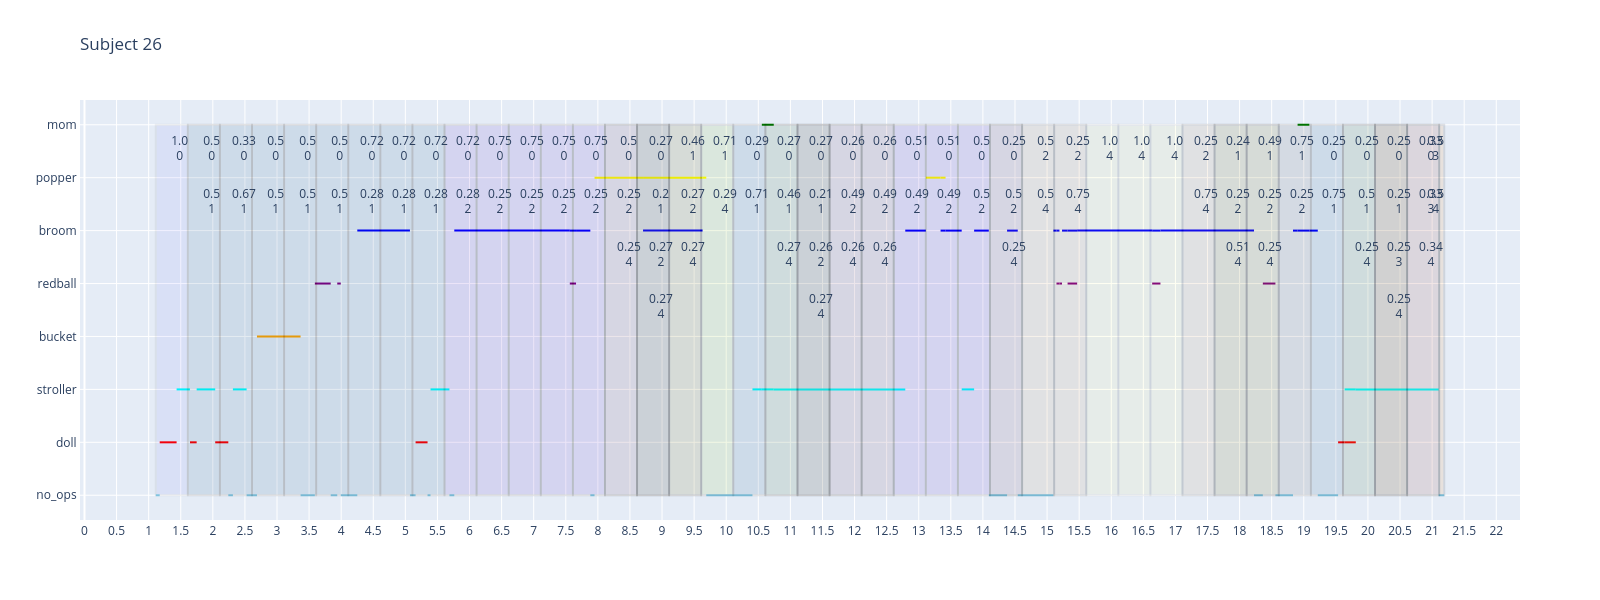 Subject 26
mom
1.0 0.5 0.33 0.5 0.5 0.5 0.72 0.72 0.72 0.72 0.75 0.75 0.75 0.75 0.5 0.27 0.46 0.71 0.29 0.27 0.27 0.26 0.26 0.51 0.51 0.5 0.25 0.5 0.25 1.0 1.0 1.0 0.25 0.24 0.49 0.75 0.25 0.25 0.25
0 0 0 0 0 0 0 0 0 0 0 0 0 0 0 0 1 1 0 0 0 0 0 0 0 0 0 2 2 4 4 4 2 1 1 1 0 0 0
popper
0.5 0.67 0.5 0.5 0.5 0.28 0.28 0.28 0.28 0.25 0.25 0.25 0.25 0.25 0.2 0.27 0.29 0.71 0.46 0.21 0.49 0.49 0.49 0.49 0.5 0.5 0.5 0.75 0.75 0.25 0.25 0.25 0.75 0.5 0.25
1 1 1 1 1 1 1 1 2 2 2 2 2 2 1 2 4 1 1 1 2 2 2 2 2 2 4 4 4 2 2 2 1 1 1
broom
0.25 0.27 0.27 0.27 0.26 0.26 0.26 0.25 0.51 0.25 0.25 0.25 0.34
4 2 4 4 2 4 4 4 4 4 4 3 4
redball
0.27 0.27 0.25
4 4 4
bucket
stroller
doll
no_ops
0 0.5 1 1.5 2 2.5 3 3.5 4 4.5 5 5.5 6 6.5 7 7.5 8 8.5 9 9.5 10 10.5 11 11.5 12 12.5 13 13.5 14 14.5 15 15.5 16 16.5 17 17.5 18 18.5 19 19.5 20 20.5 21 21.5 22